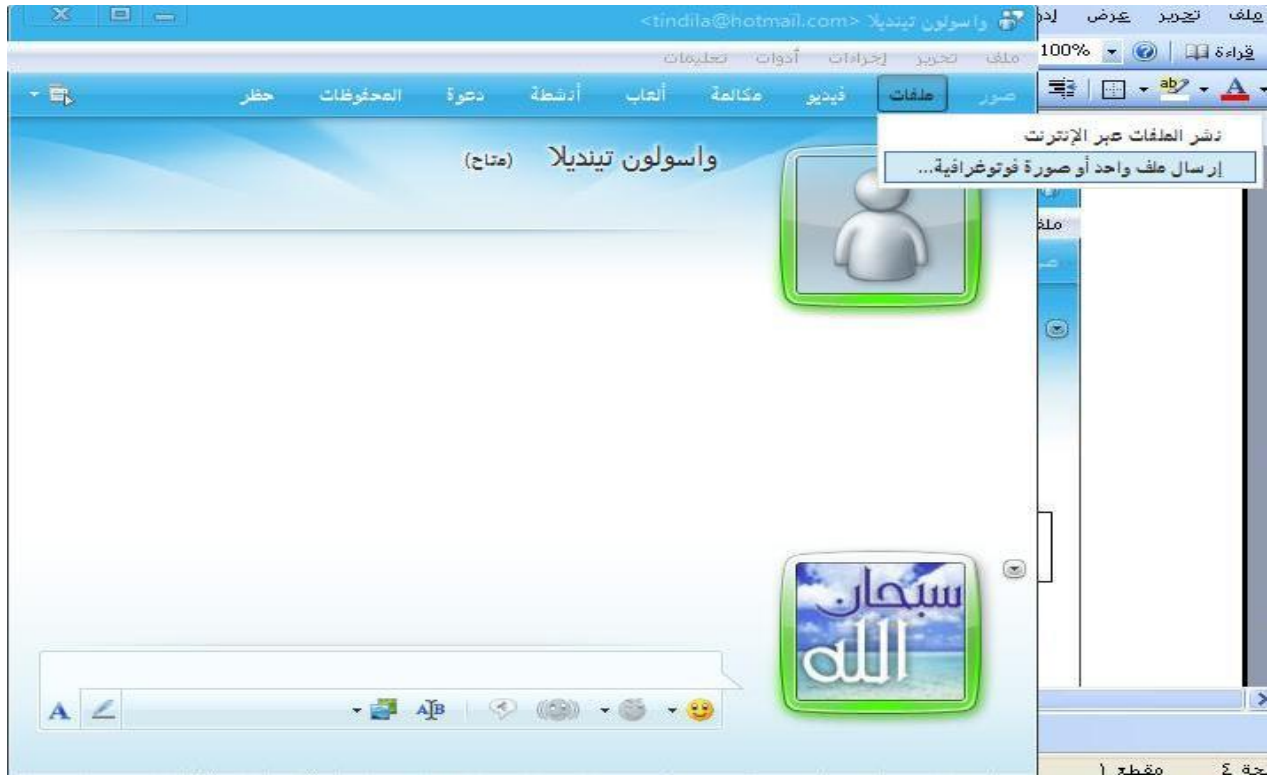 واسولون تينديلا <tindila@hotmail.com>
ملف تحرير عرض
ملف تحرير إجراءات أدوات تعليمات
قراءة 100%
صور ملفات فيديو مكالمة ألعاب أنشطة دعوة المحفوظات حظر
نشر الملفات عبر الإنترنت
إرسال ملف واحد أو صورة فوتوغرافية...
واسولون تينديلا (متاح)
سبحان
الله
مقطع ١